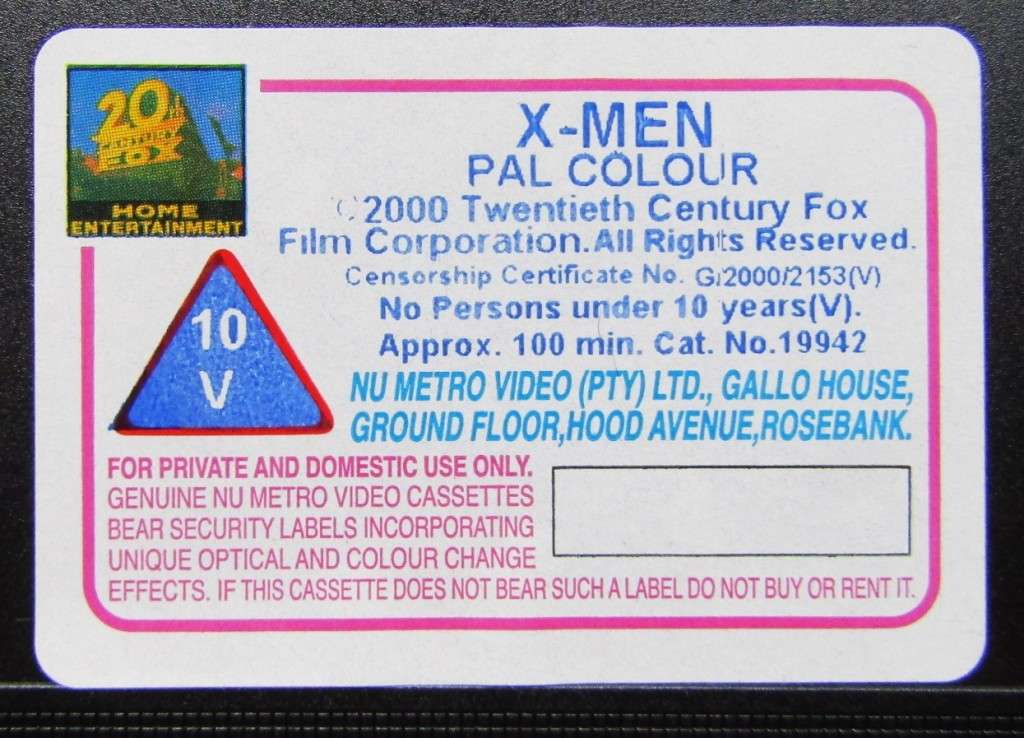 20th
CENTURY
FOX
HOME
ENTERTAINMENT
X-MEN
PAL COLOUR
©2000 Twentieth Century Fox
Film Corporation.All Rights Reserved.
Censorship Certificate No. G/2000/2153(V)
No Persons under 10 years(V).
Approx. 100 min. Cat. No.19942
10
V
NU METRO VIDEO (PTY) LTD., GALLO HOUSE,
GROUND FLOOR,HOOD AVENUE,ROSEBANK.
FOR PRIVATE AND DOMESTIC USE ONLY.
GENUINE NU METRO VIDEO CASSETTES
BEAR SECURITY LABELS INCORPORATING
UNIQUE OPTICAL AND COLOUR CHANGE
EFFECTS. IF THIS CASSETTE DOES NOT BEAR SUCH A LABEL DO NOT BUY OR RENT IT.